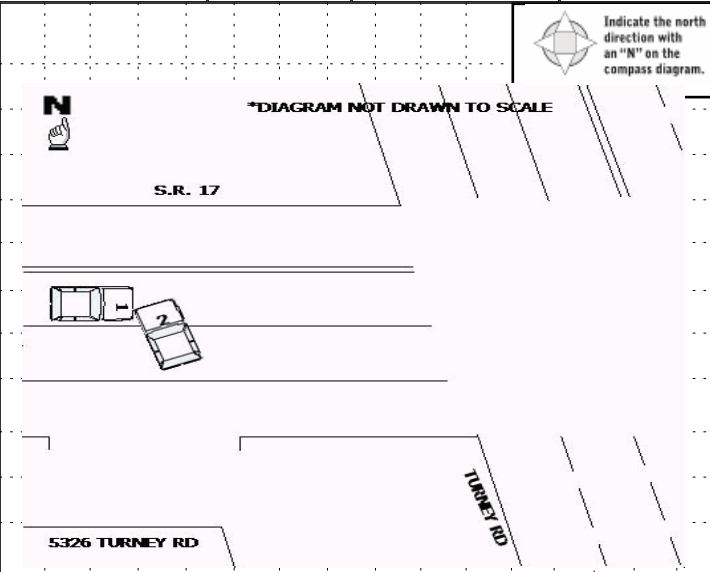 Indicate the north
direction with
an “N” on the
compass diagram.
N
*DIAGRAM NOT DRAWN TO SCALE
S.R. 17
1
2
TURNEY RD
5326 TURNEY RD